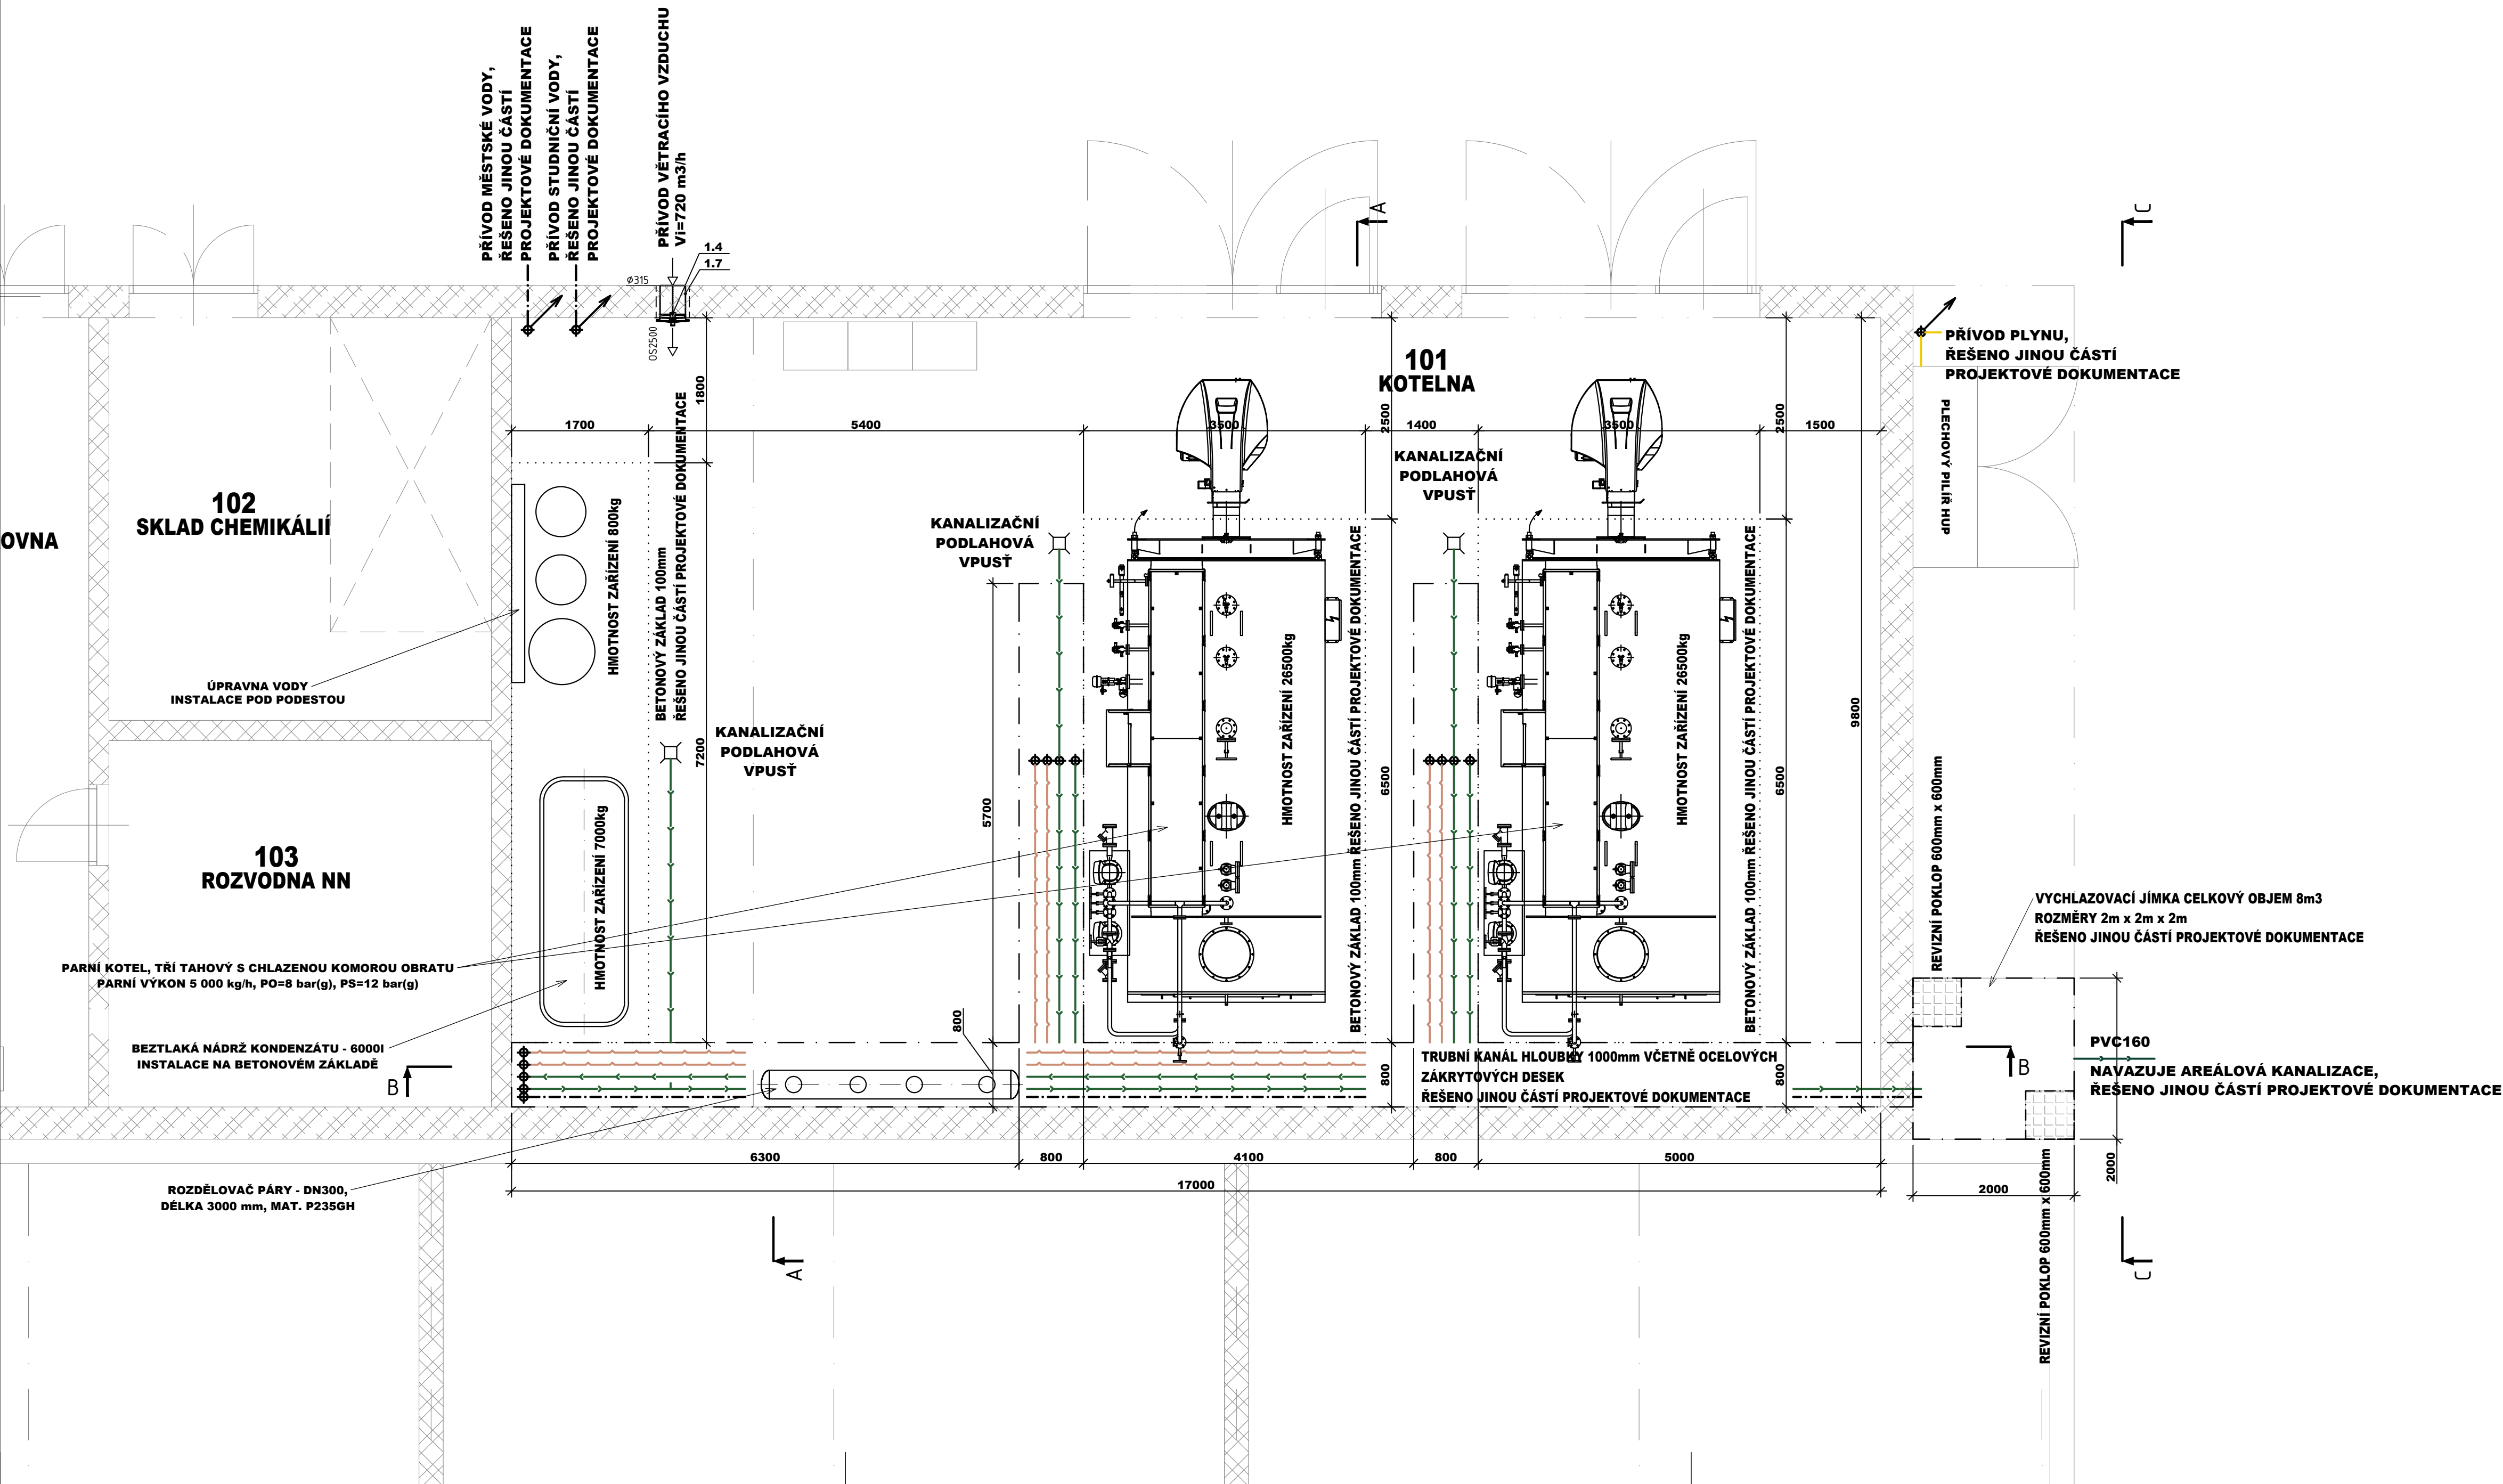 PŘÍVOD MĚSTSKÉ VODY,
ŘEŠENO JINOU ČÁSTÍ
PROJEKTOVÉ DOKUMENTACE
PŘÍVOD STUDNIČNÍ VODY,
ŘEŠENO JINOU ČÁSTÍ
PROJEKTOVÉ DOKUMENTACE
PŘÍVOD VĚTRACÍHO VZDUCHU
Vi=720 m3/h
1.4
1.7
Ø315
OS2500
A
C
101
KOTELNA
PŘÍVOD PLYNU,
ŘEŠENO JINOU ČÁSTÍ
PROJEKTOVÉ DOKUMENTACE
PLECHOVÝ PILÍŘ HUP
1800
2500
2500
1700
5400
3500
1400
3500
1500
OVNA
102
SKLAD CHEMIKÁLIÍ
HMOTNOST ZAŘÍZENÍ 800kg
BETONOVÝ ZÁKLAD 100mm
ŘEŠENO JINOU ČÁSTÍ PROJEKTOVÉ DOKUMENTACE
KANALIZAČNÍ
PODLAHOVÁ
VPUSŤ
KANALIZAČNÍ
PODLAHOVÁ
VPUSŤ
KANALIZAČNÍ
PODLAHOVÁ
VPUSŤ
HMOTNOST ZAŘÍZENÍ 26500kg
BETONOVÝ ZÁKLAD 100mm ŘEŠENO JINOU ČÁSTÍ PROJEKTOVÉ DOKUMENTACE
HMOTNOST ZAŘÍZENÍ 26500kg
BETONOVÝ ZÁKLAD 100mm ŘEŠENO JINOU ČÁSTÍ PROJEKTOVÉ DOKUMENTACE
ÚPRAVNA VODY
INSTALACE POD PODESTOU
7200
5700
6500
6500
9800
103
ROZVODNA NN
HMOTNOST ZAŘÍZENÍ 7000kg
REVIZNÍ POKLOP 600mm x 600mm
VYCHLAZOVACÍ JÍMKA CELKOVÝ OBJEM 8m3
ROZMĚRY 2m x 2m x 2m
ŘEŠENO JINOU ČÁSTÍ PROJEKTOVÉ DOKUMENTACE
PARNÍ KOTEL, TŘÍ TAHOVÝ S CHLAZENOU KOMOROU OBRATU
PARNÍ VÝKON 5 000 kg/h, PO=8 bar(g), PS=12 bar(g)
BEZTLAKÁ NÁDRŽ KONDENZÁTU - 6000l
INSTALACE NA BETONOVÉM ZÁKLADĚ
B
800
800
800
TRUBNÍ KANÁL HLOUBKY 1000mm VČETNĚ OCELOVÝCH
ZÁKRYTOVÝCH DESEK
ŘEŠENO JINOU ČÁSTÍ PROJEKTOVÉ DOKUMENTACE
B
PVC160
NAVAZUJE AREÁLOVÁ KANALIZACE,
ŘEŠENO JINOU ČÁSTÍ PROJEKTOVÉ DOKUMENTACE
6300
800
4100
800
5000
17000
2000
2000
ROZDĚLOVAČ PÁRY - DN300,
DÉLKA 3000 mm, MAT. P235GH
REVIZNÍ POKLOP 600mm x 600mm
A
C